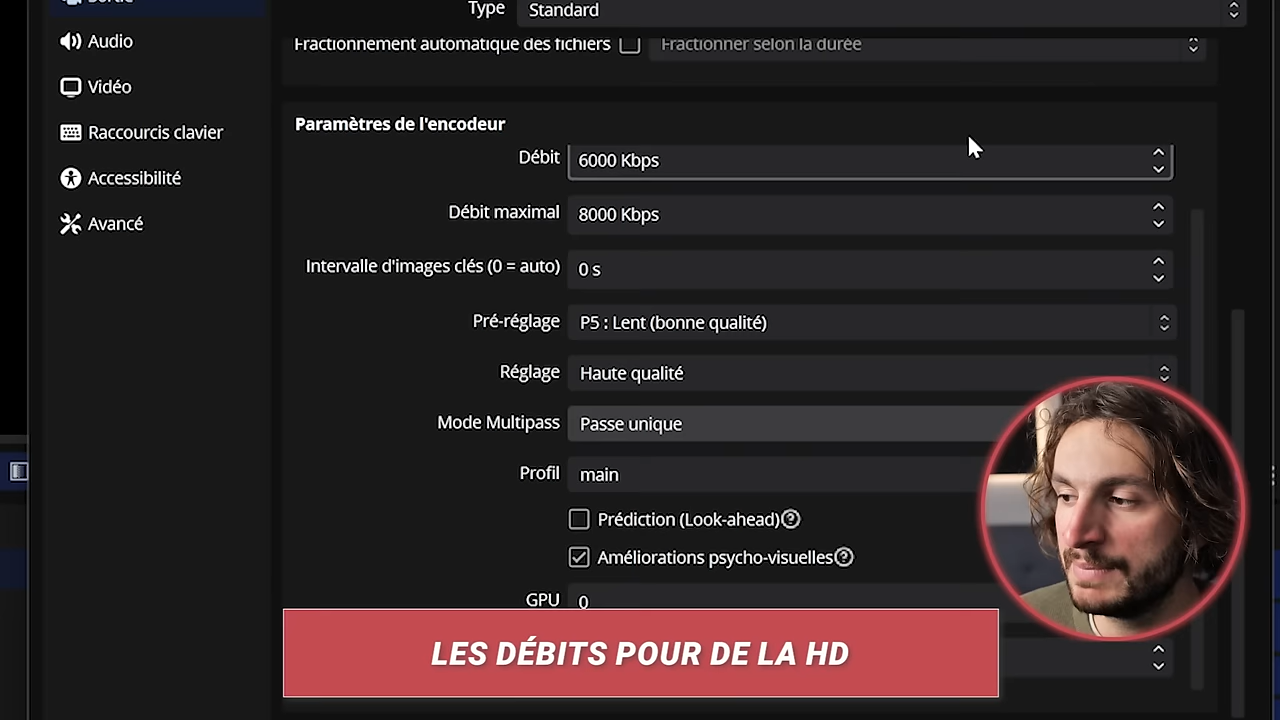 Sortie
Type Standard
Audio
Fractionnement automatique des fichiers Fractionner selon la durée
Vidéo
Paramètres de l'encodeur
Raccourcis clavier
Débit 6000 Kbps
Accessibilité
Débit maximal 8000 Kbps
Avancé
Intervalle d'images clés (0 = auto) 0 s
Pré-réglage P5 : Lent (bonne qualité)
Réglage Haute qualité
Mode Multipass Passe unique
Profil main
Prédiction (Look-ahead)
Améliorations psycho-visuelles
GPU 0
LES DÉBITS POUR DE LA HD